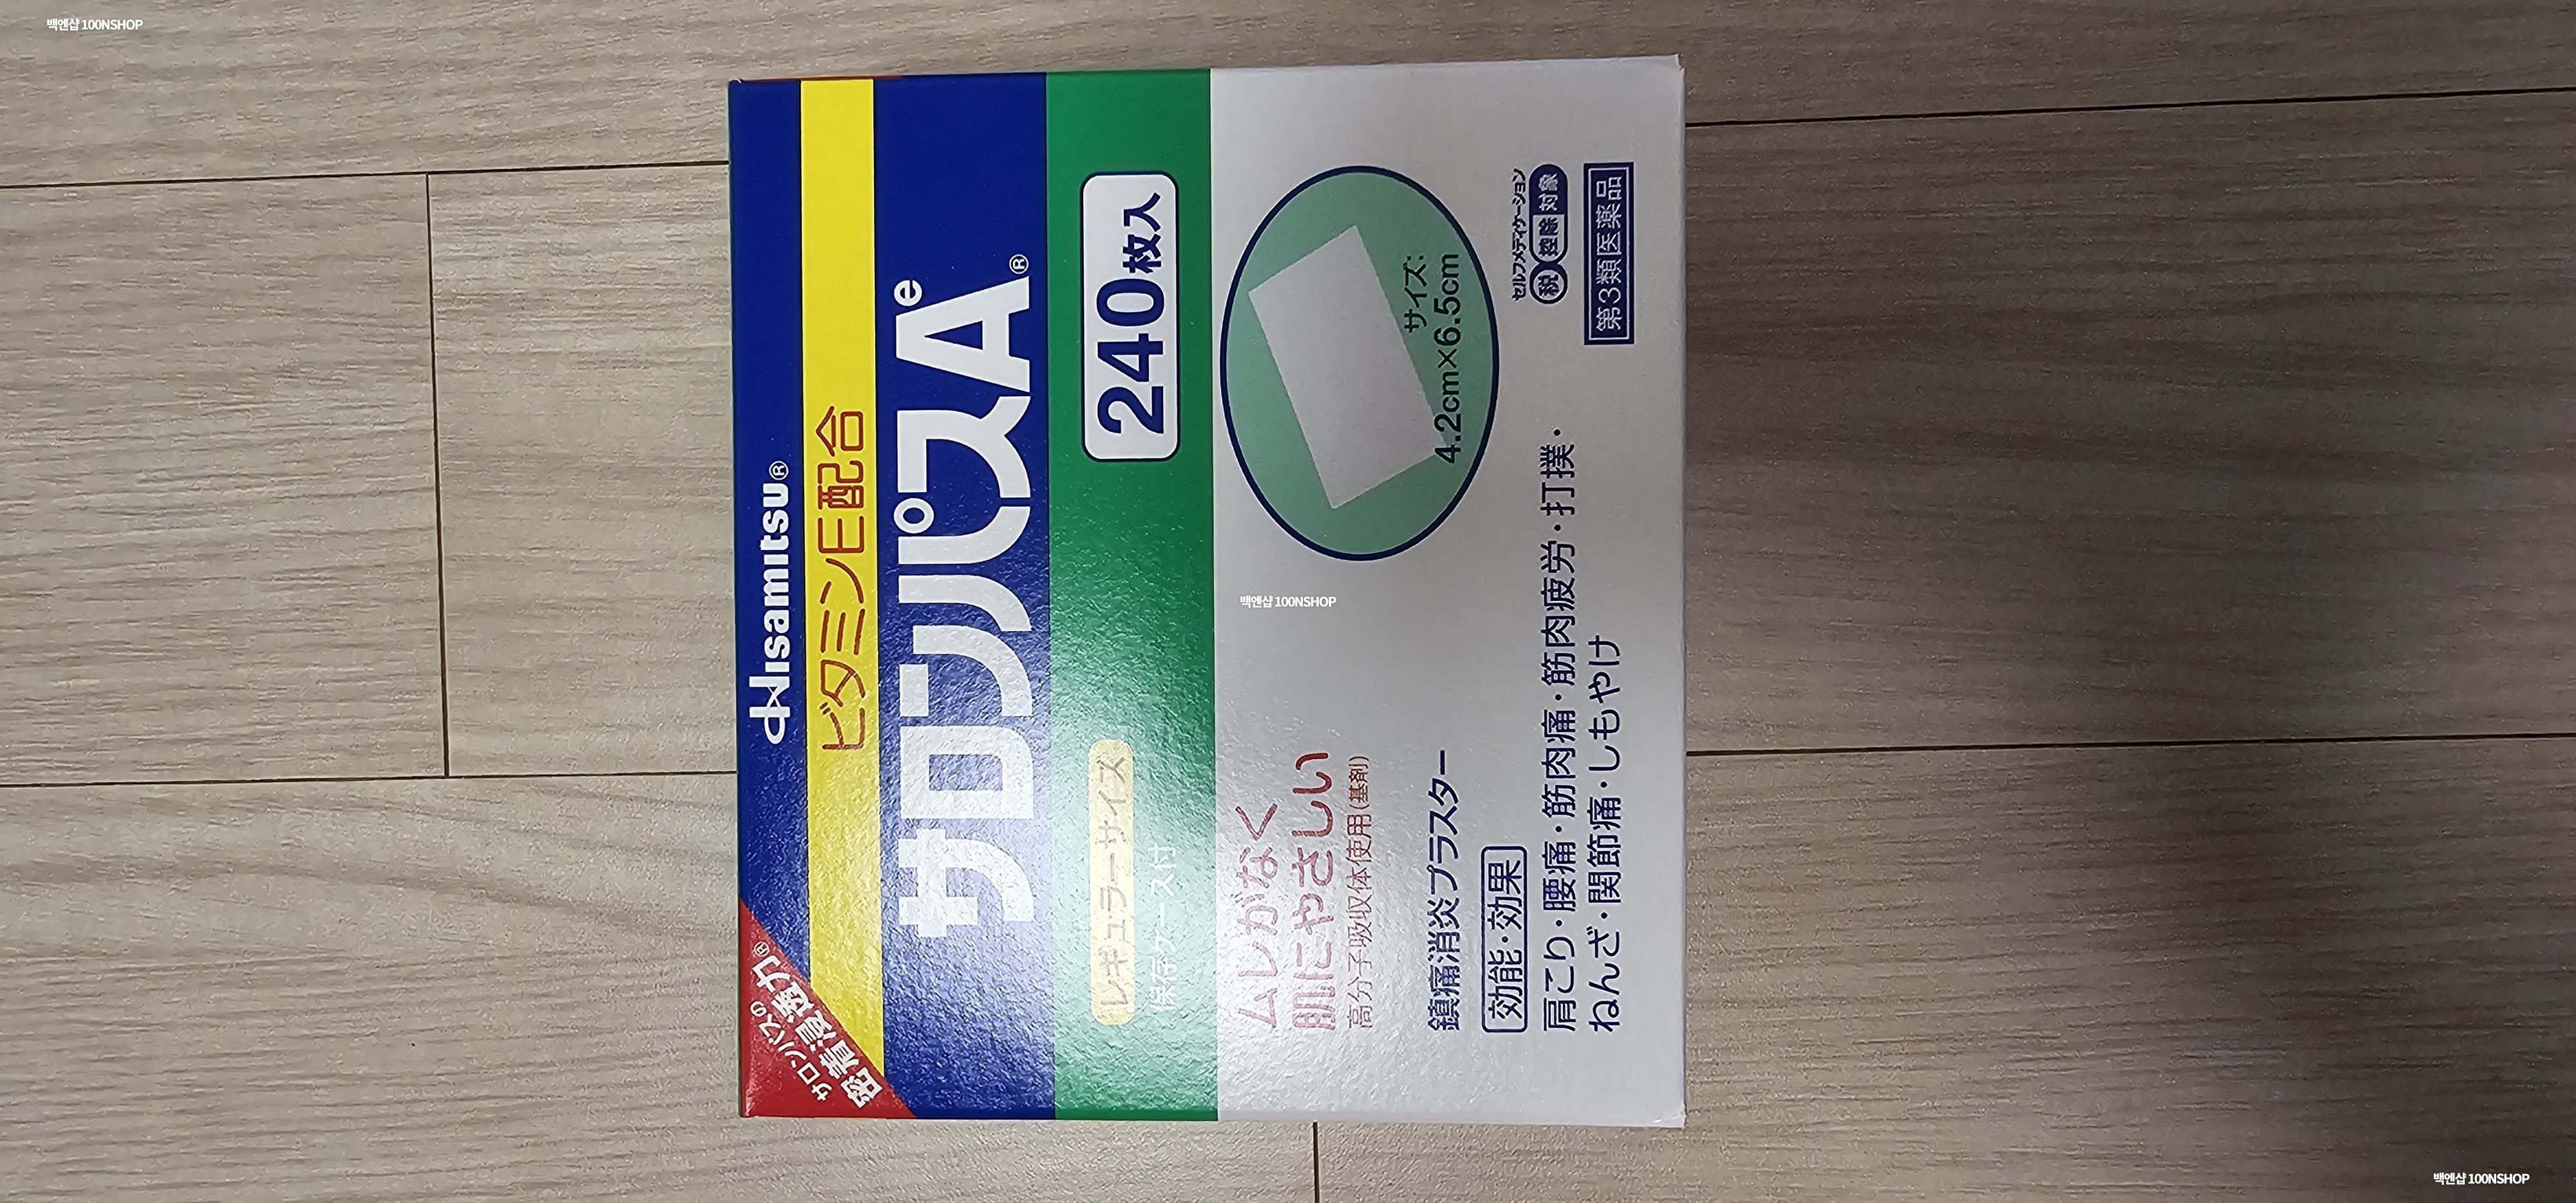 백엔샵 100NSHOP
Hisamitsu®
ビタミンE配合
サロンパスの
密着浸透力®
サロンパスAe®
レギュラーサイズ
保存ケース付
240枚入
ムレがなく
肌にやさしい
高分子吸収体使用(基剤)
サイズ:
4.2cm×6.5cm
百엔샵 100NSHOP
鎮痛消炎プラスター
効能・効果
肩こり・腰痛・筋肉痛・筋肉疲労・打撲・
ねんざ・関節痛・しもやけ
セルフメディケーション
税 控除 対象
第3類医薬品
백엔샵 100NSHOP